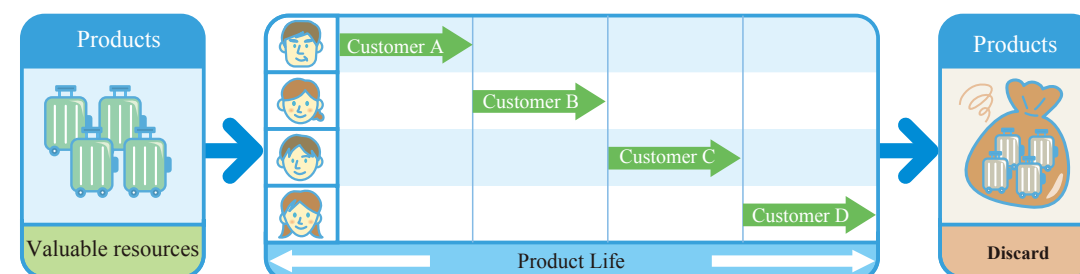 Products
Valuable resources
Customer A
Customer B
Customer C
Customer D
Product Life
Products
Discard